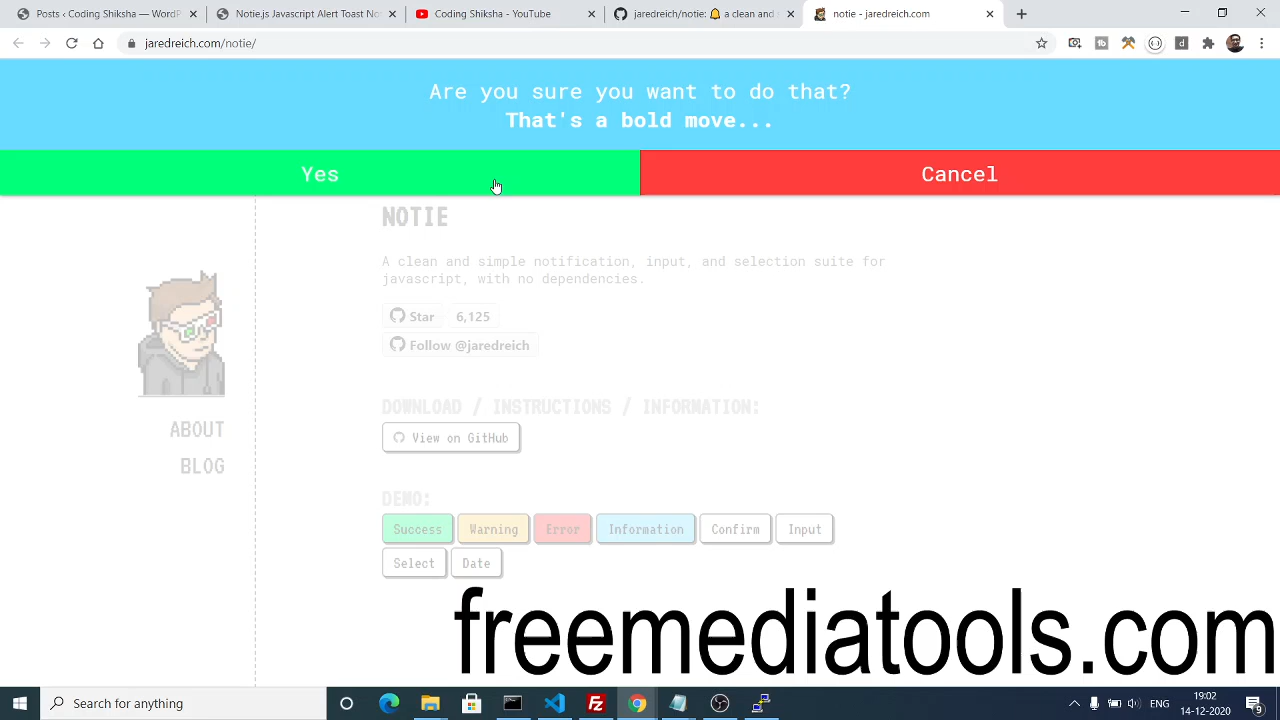 Posts ‹ Coding Shiksha — WordP
Notie.js Javascript Alert Toast No
Coding Shiksha - YouTube
jaredreich/notie: 🔔 a clean and s
notie - jaredreich.com
jaredreich.com/notie/
Are you sure you want to do that?
That's a bold move...
Yes
Cancel
NOTIE
A clean and simple notification, input, and selection suite for
javascript, with no dependencies.
Star 6,125
Follow @jaredreich
DOWNLOAD / INSTRUCTIONS / INFORMATION:
ABOUT
View on GitHub
BLOG
DEMO:
Success Warning Error Information Confirm Input
Select Date
freemediatools.com
Search for anything
ENG
19:02
14-12-2020